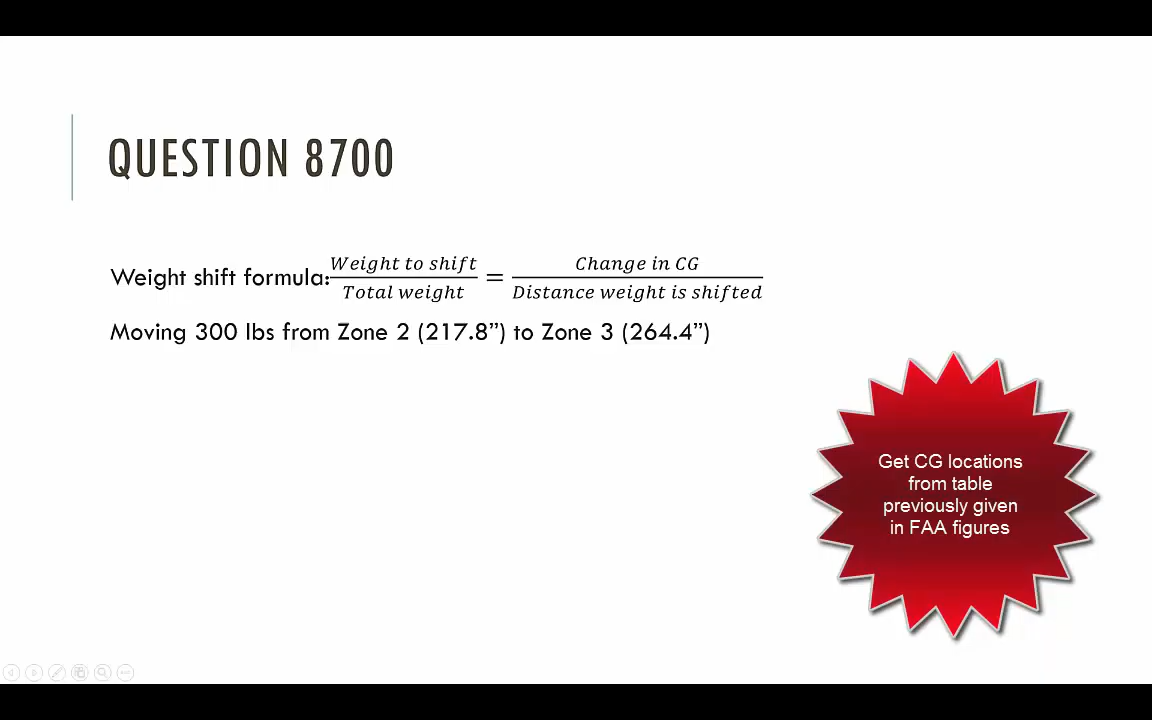 QUESTION 8700
Weight shift formula: Weight to shift / Total weight = Change in CG / Distance weight is shifted
Moving 300 lbs from Zone 2 (217.8”) to Zone 3 (264.4”)
Get CG locations
from table
previously given
in FAA figures